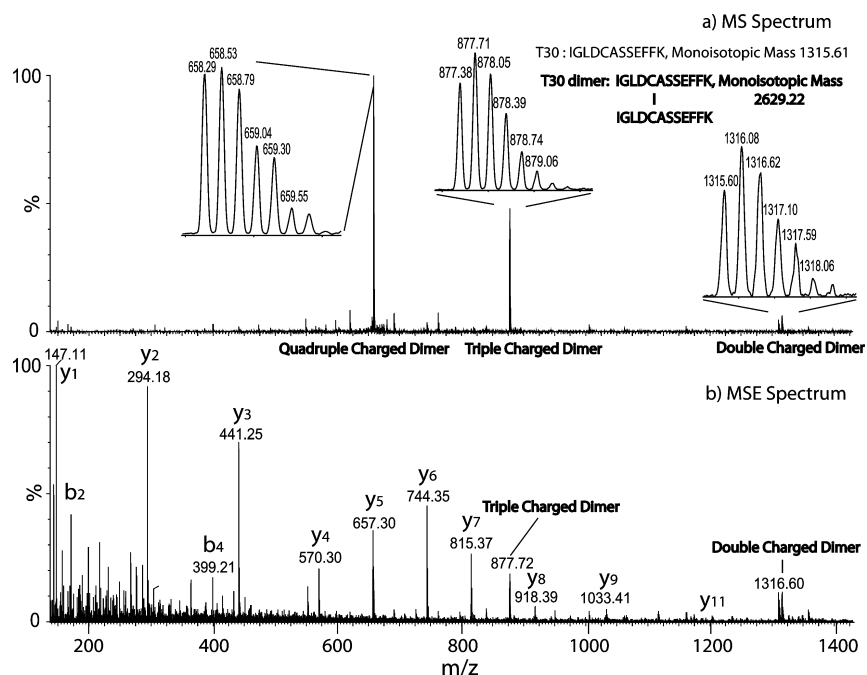 a) MS Spectrum
T30 : IGLDCASSEFFK, Monoisotopic Mass 1315.61
T30 dimer: IGLDCASSEFFK, Monoisotopic Mass
I 2629.22
IGLDCASSEFFK
100
%
0
658.29
658.53
658.79
659.04
659.30
659.55
877.38
877.71
878.05
878.39
878.74
879.06
1315.60
1316.08
1316.62
1317.10
1317.59
1318.06
Quadruple Charged Dimer
Triple Charged Dimer
Double Charged Dimer
b) MSE Spectrum
100
%
0
147.11
y1
b2
y2
294.18
b4
399.21
y3
441.25
y4
570.30
y5
657.30
y6
744.35
y7
815.37
Triple Charged Dimer
877.72
y8
918.39
y9
1033.41
y11
Double Charged Dimer
1316.60
200 400 600 800 1000 1200 1400
m/z